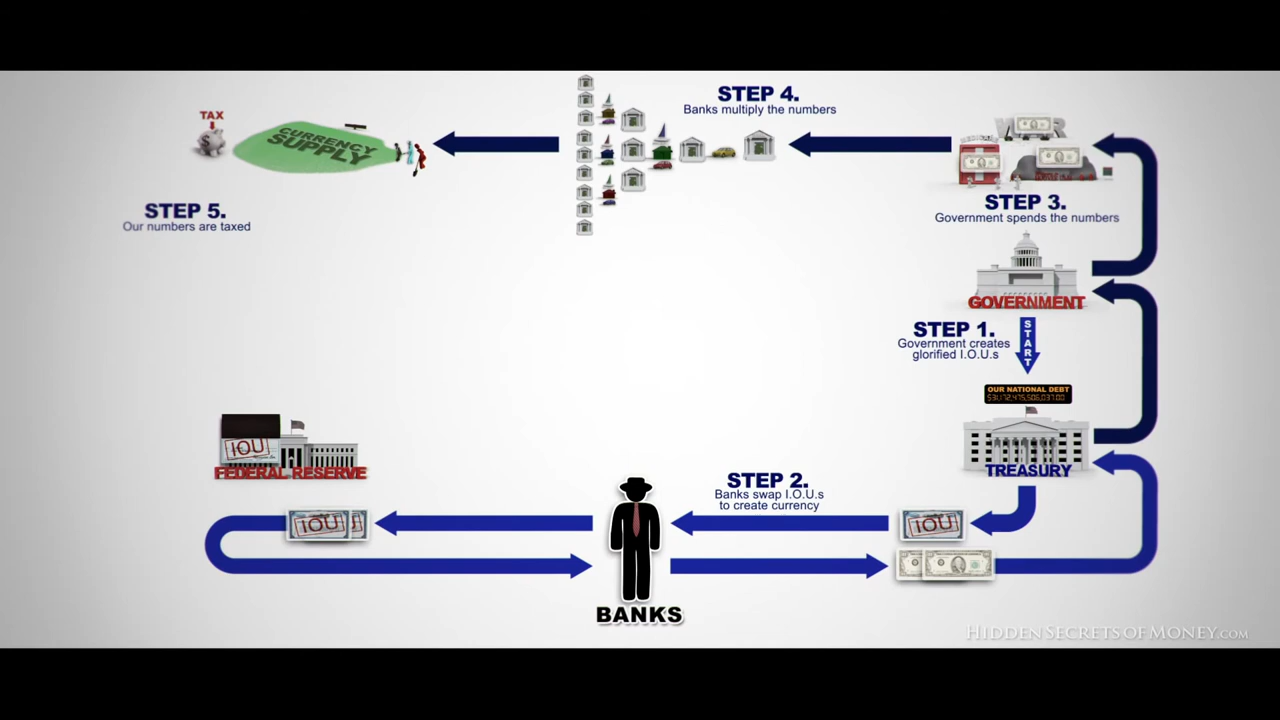 TAX
CURRENCY
SUPPLY
STEP 5.
Our numbers are taxed
STEP 4.
Banks multiply the numbers
STEP 3.
Government spends the numbers
GOVERNMENT
STEP 1.
Government creates
glorified I.O.U.s
START
OUR NATIONAL DEBT
TREASURY
IOU
FEDERAL RESERVE
STEP 2.
Banks swap I.O.U.s
to create currency
IOU
IOU
BANKS
HIDDENSECRETSOFMONEY.COM